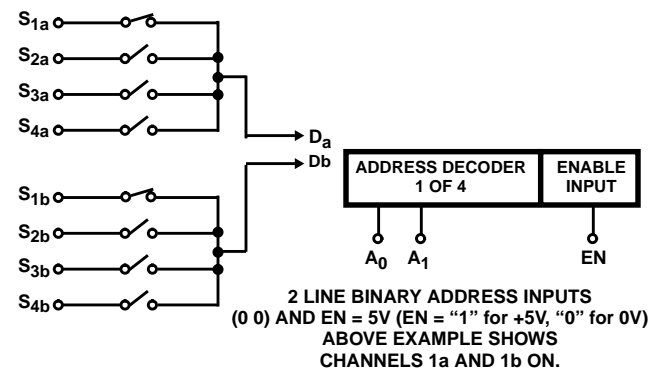 S1a
S2a
S3a
S4a
Da
Db
S1b
S2b
S3b
S4b
ADDRESS DECODER
1 OF 4
ENABLE
INPUT
A0
A1
EN
2 LINE BINARY ADDRESS INPUTS
(0 0) AND EN = 5V (EN = “1” for +5V, “0” for 0V)
ABOVE EXAMPLE SHOWS
CHANNELS 1a AND 1b ON.